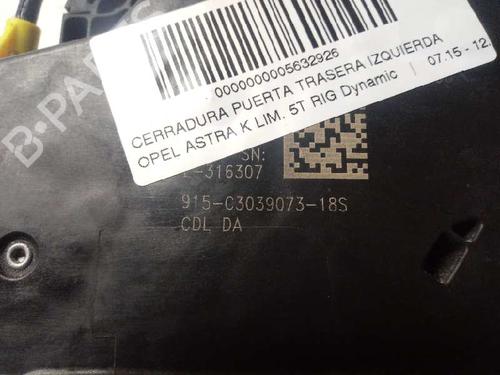 0000000005632926
CERRADURA PUERTA TRASERA IZQUIERDA
OPEL ASTRA K LIM. 5T RIG Dynamic | 07.15 - 12.
SN:
-316307
915-C3039073-18S
CDL DA
B-PARTS